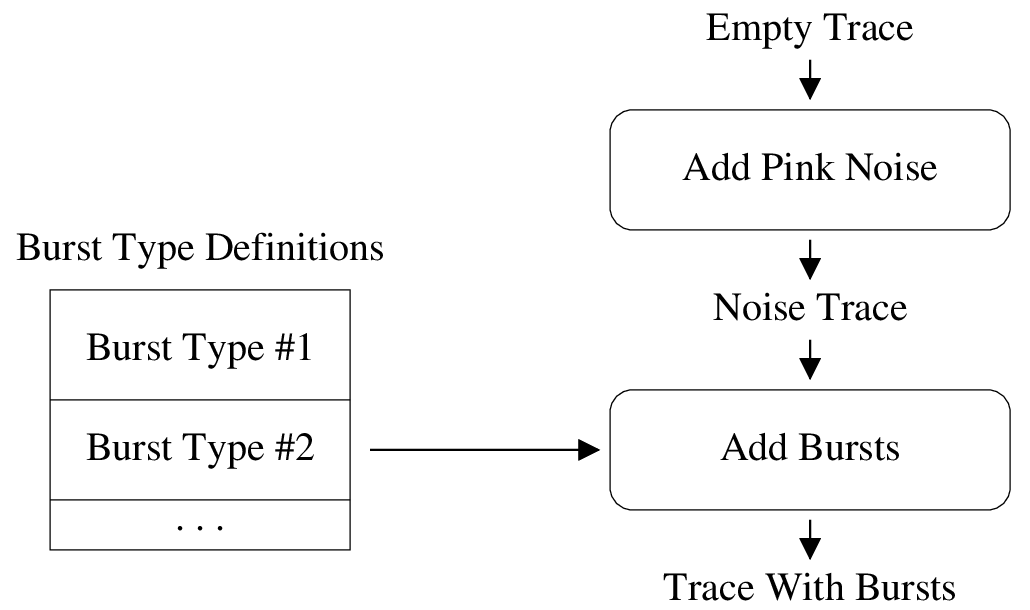 Empty Trace
Add Pink Noise
Burst Type Definitions
Noise Trace
Burst Type #1
Burst Type #2
Add Bursts
. . .
Trace With Bursts